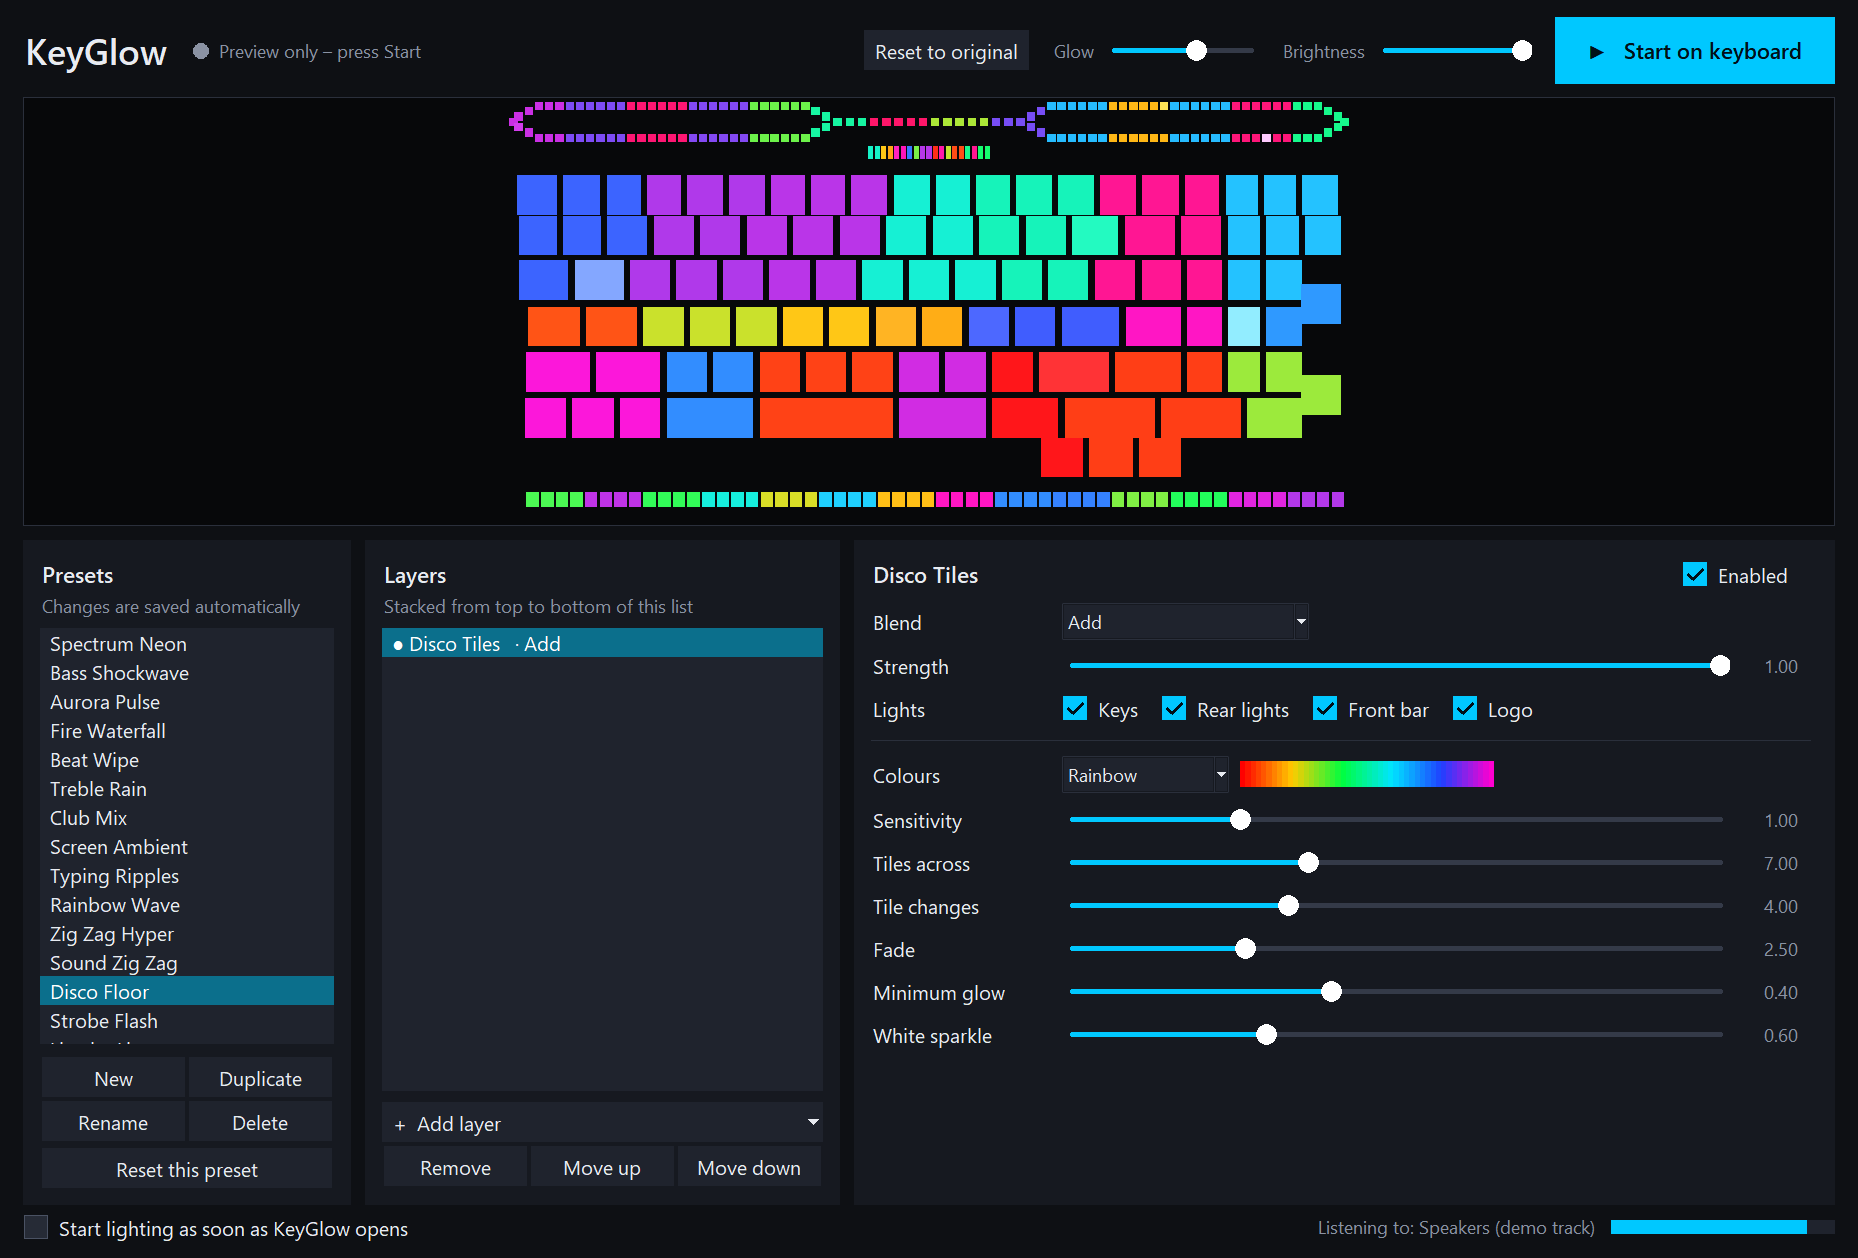 KeyGlow
Preview only – press Start
Reset to original
Glow
Brightness
► Start on keyboard
Presets
Changes are saved automatically
Spectrum Neon
Bass Shockwave
Aurora Pulse
Fire Waterfall
Beat Wipe
Treble Rain
Club Mix
Screen Ambient
Typing Ripples
Rainbow Wave
Zig Zag Hyper
Sound Zig Zag
Disco Floor
Strobe Flash
New
Duplicate
Rename
Delete
Reset this preset
Layers
Stacked from top to bottom of this list
● Disco Tiles · Add
+ Add layer
Remove
Move up
Move down
Disco Tiles
Enabled
Blend
Add
Strength
1.00
Lights
Keys
Rear lights
Front bar
Logo
Colours
Rainbow
Sensitivity
1.00
Tiles across
7.00
Tile changes
4.00
Fade
2.50
Minimum glow
0.40
White sparkle
0.60
Start lighting as soon as KeyGlow opens
Listening to: Speakers (demo track)